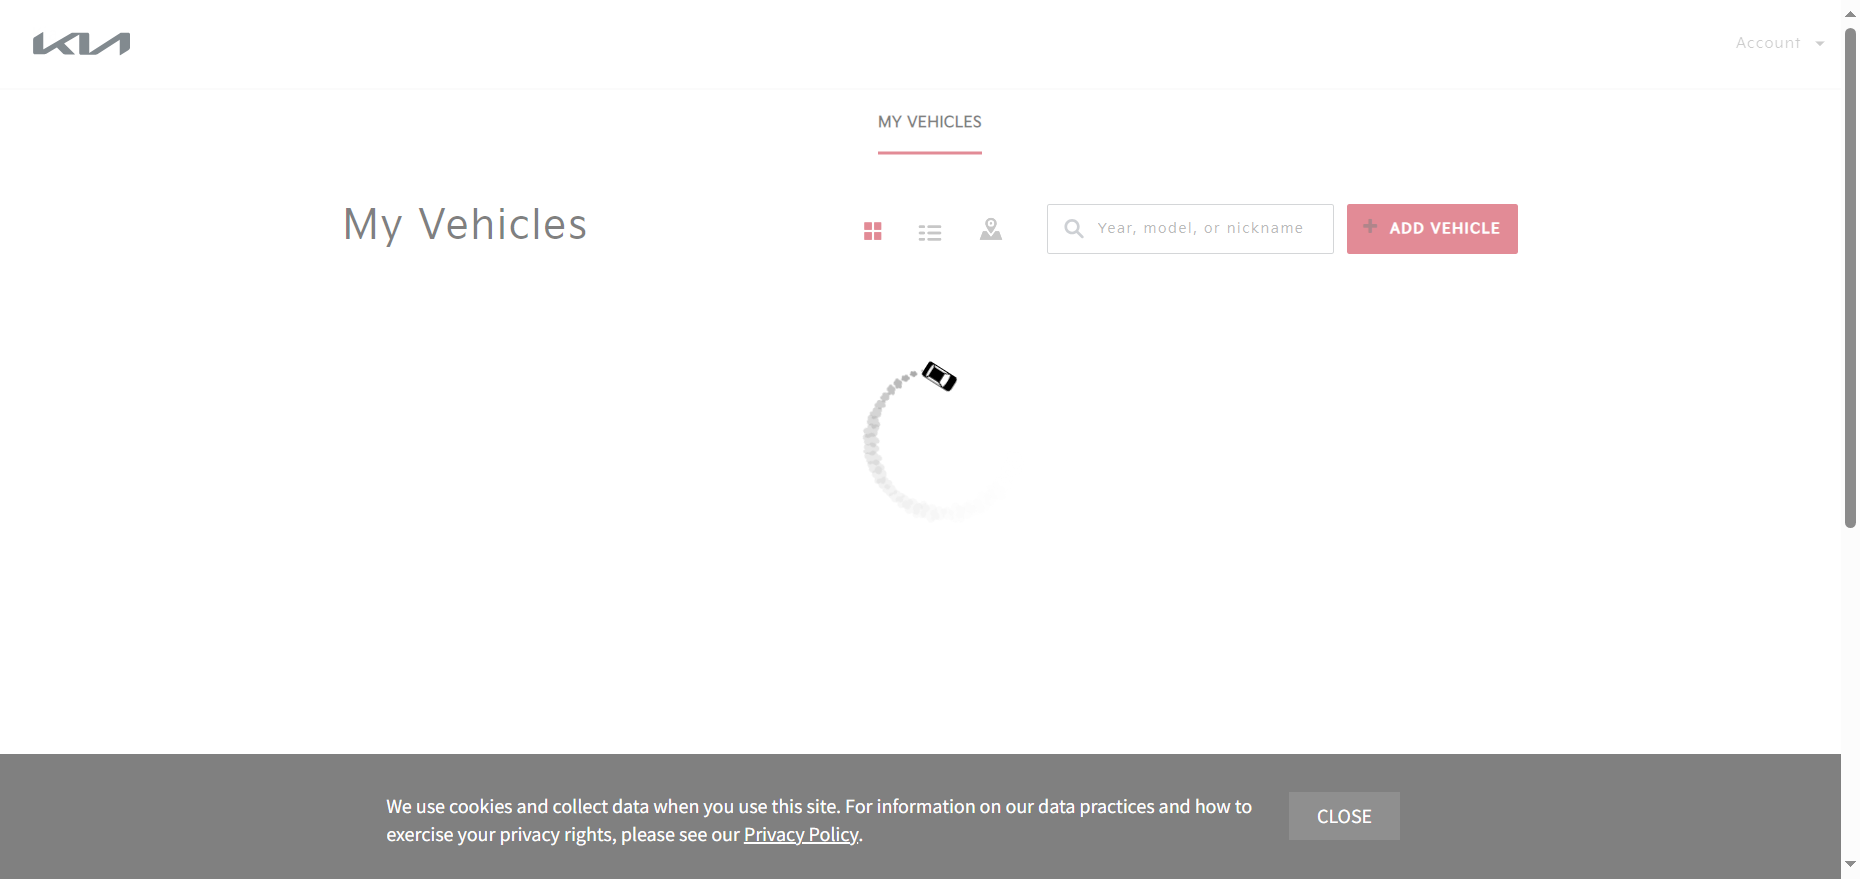 KIA
Account
MY VEHICLES
My Vehicles
Year, model, or nickname
ADD VEHICLE
We use cookies and collect data when you use this site. For information on our data practices and how to
exercise your privacy rights, please see our Privacy Policy.
CLOSE